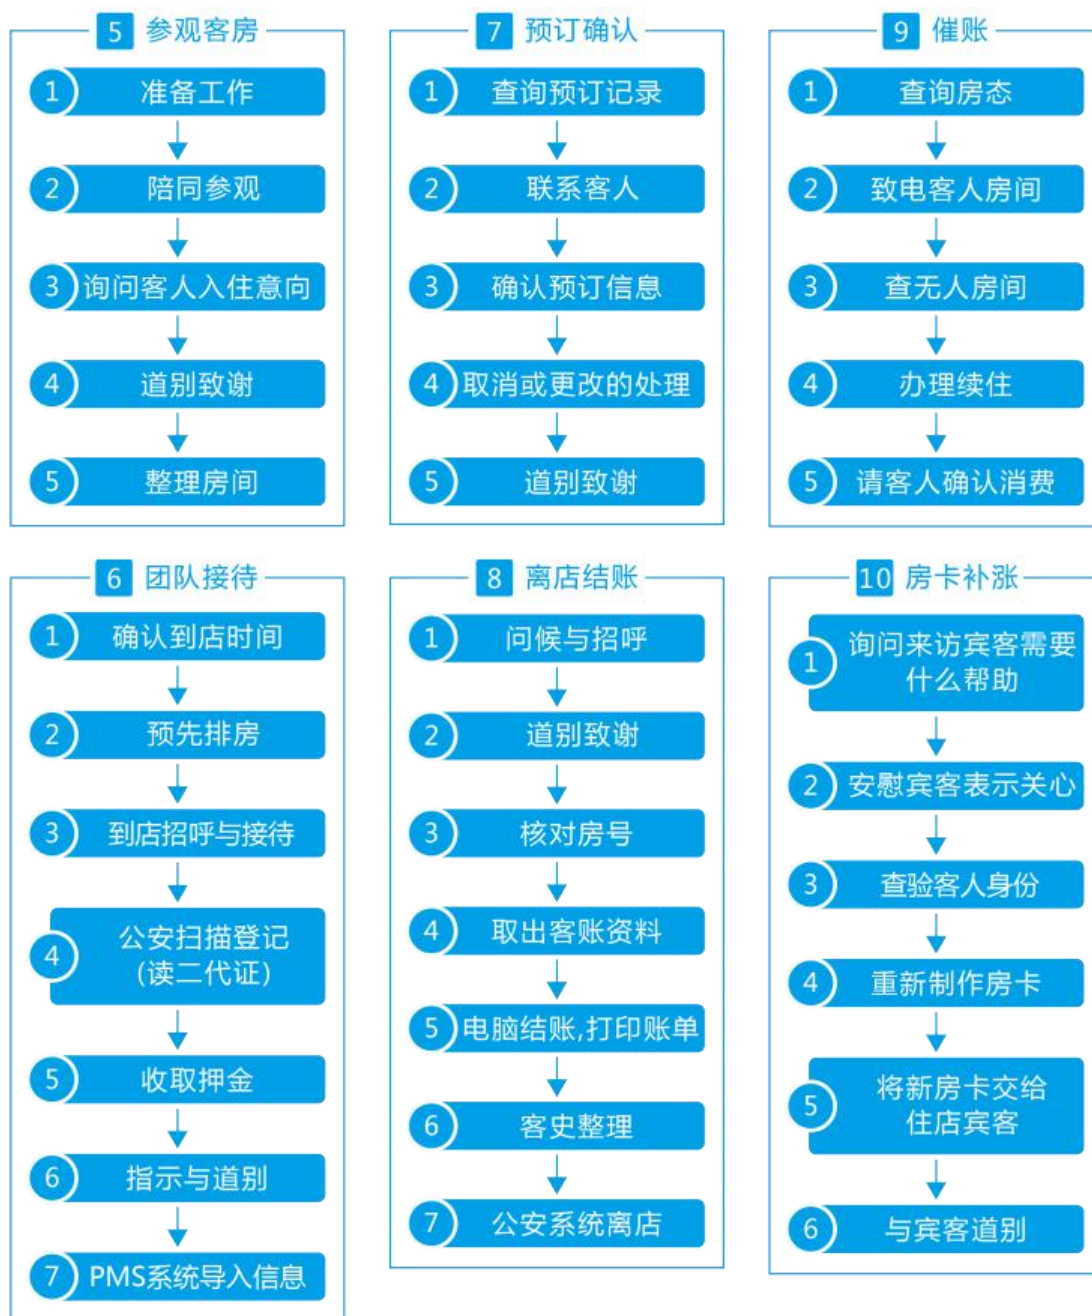 5 参观客房
1 准备工作
2 陪同参观
3 询问客人入住意向
4 道别致谢
5 整理房间
7 预订确认
1 查询预订记录
2 联系客人
3 确认预订信息
4 取消或更改的处理
5 道别致谢
9 催账
1 查询房态
2 致电客人房间
3 查无人房间
4 办理续住
5 请客人确认消费
6 团队接待
1 确认到店时间
2 预先排房
3 到店招呼与接待
4 公安扫描登记
(读二代证)
5 收取押金
6 指示与道别
7 PMS系统导入信息
8 离店结账
1 问候与招呼
2 道别致谢
3 核对房号
4 取出客账资料
5 电脑结账,打印账单
6 客史整理
7 公安系统离店
10 房卡补涨
1 询问来访宾客需要
什么帮助
2 安慰宾客表示关心
3 查验客人身份
4 重新制作房卡
5 将新房卡交给
住店宾客
6 与宾客道别